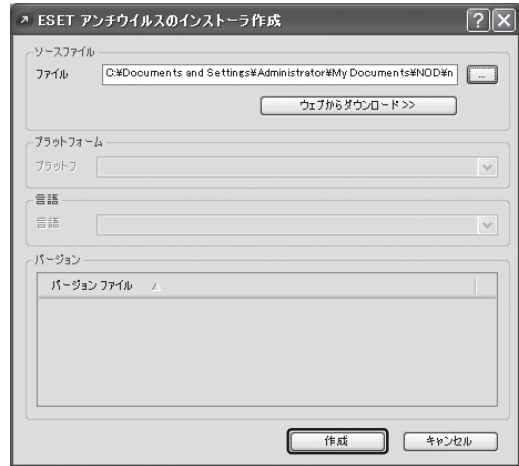 ESET アンチウイルスのインストーラ作成
ソースファイル
ファイル C:¥Documents and Settings¥Administrator¥My Documents¥NOD¥n ...
ウェブからダウンロード >>
プラットフォーム
プラットフ
言語
言語
バージョン
バージョン ファイル
作成 キャンセル